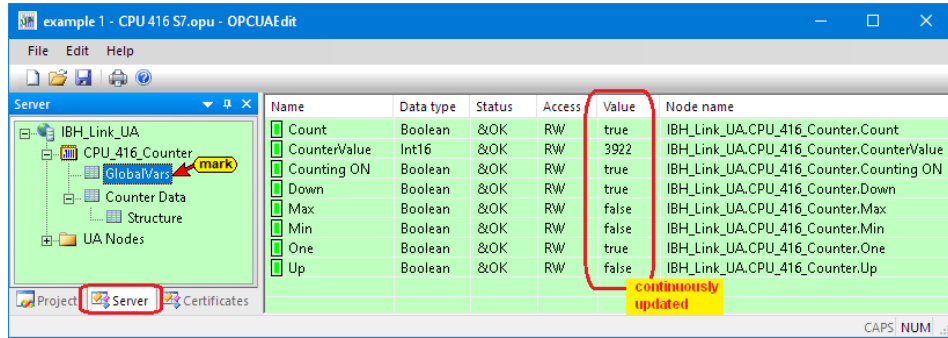 example 1 - CPU 416 S7.opu - OPCUAEdit
File Edit Help
Server
IBH_Link_UA
CPU_416_Counter
GlobalVars
mark
Counter Data
Structure
UA Nodes
Project Server Certificates
Name Data type Status Access Value Node name
Count Boolean &OK RW true IBH_Link_UA.CPU_416_Counter.Count
CounterValue Int16 &OK RW 3922 IBH_Link_UA.CPU_416_Counter.CounterValue
Counting ON Boolean &OK RW true IBH_Link_UA.CPU_416_Counter.Counting ON
Down Boolean &OK RW true IBH_Link_UA.CPU_416_Counter.Down
Max Boolean &OK RW false IBH_Link_UA.CPU_416_Counter.Max
Min Boolean &OK RW false IBH_Link_UA.CPU_416_Counter.Min
One Boolean &OK RW true IBH_Link_UA.CPU_416_Counter.One
Up Boolean &OK RW false IBH_Link_UA.CPU_416_Counter.Up
continuously
updated
CAPS NUM